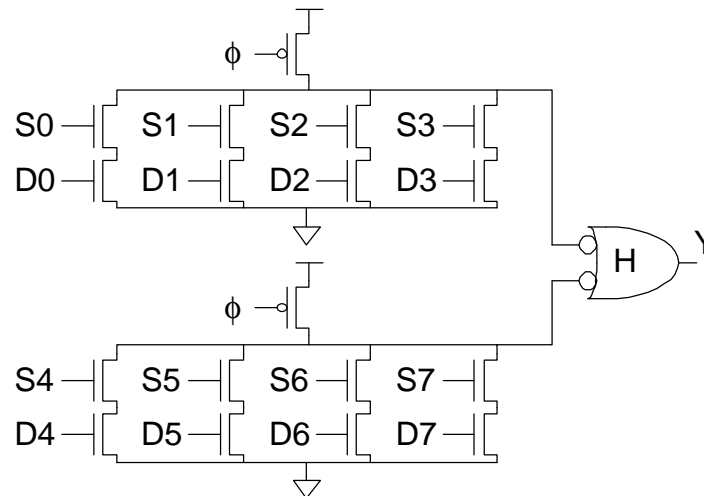 ϕ
S0 S1 S2 S3
D0 D1 D2 D3
H Y
ϕ
S4 S5 S6 S7
D4 D5 D6 D7